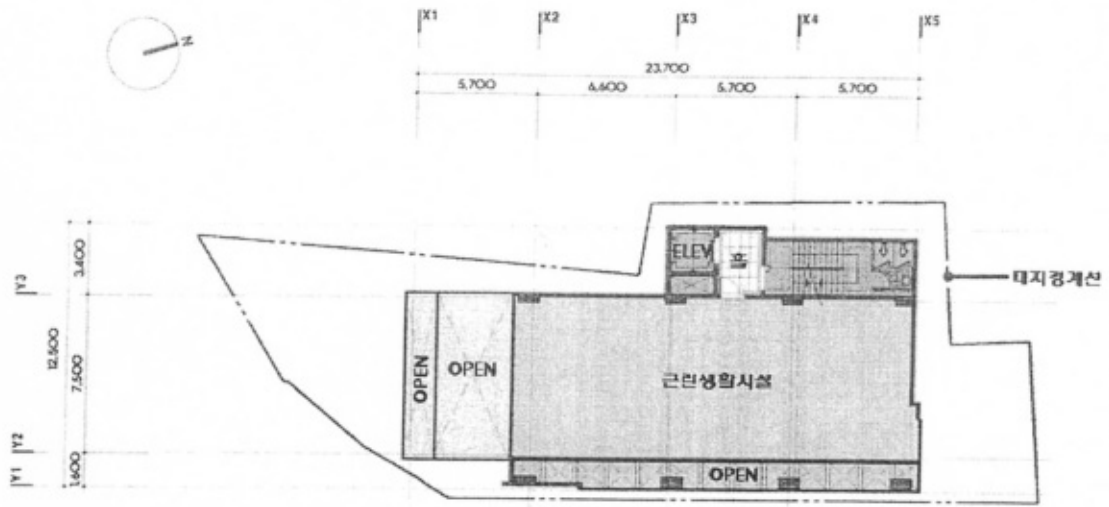 X1 X2 X3 X4 X5
N
23,700
5,700 6,600 5,700 5,700
3,400
12,500
7,500
1,600
Y3
Y2
Y1
ELEV
홀
대지경계선
OPEN
OPEN
근린생활시설
OPEN